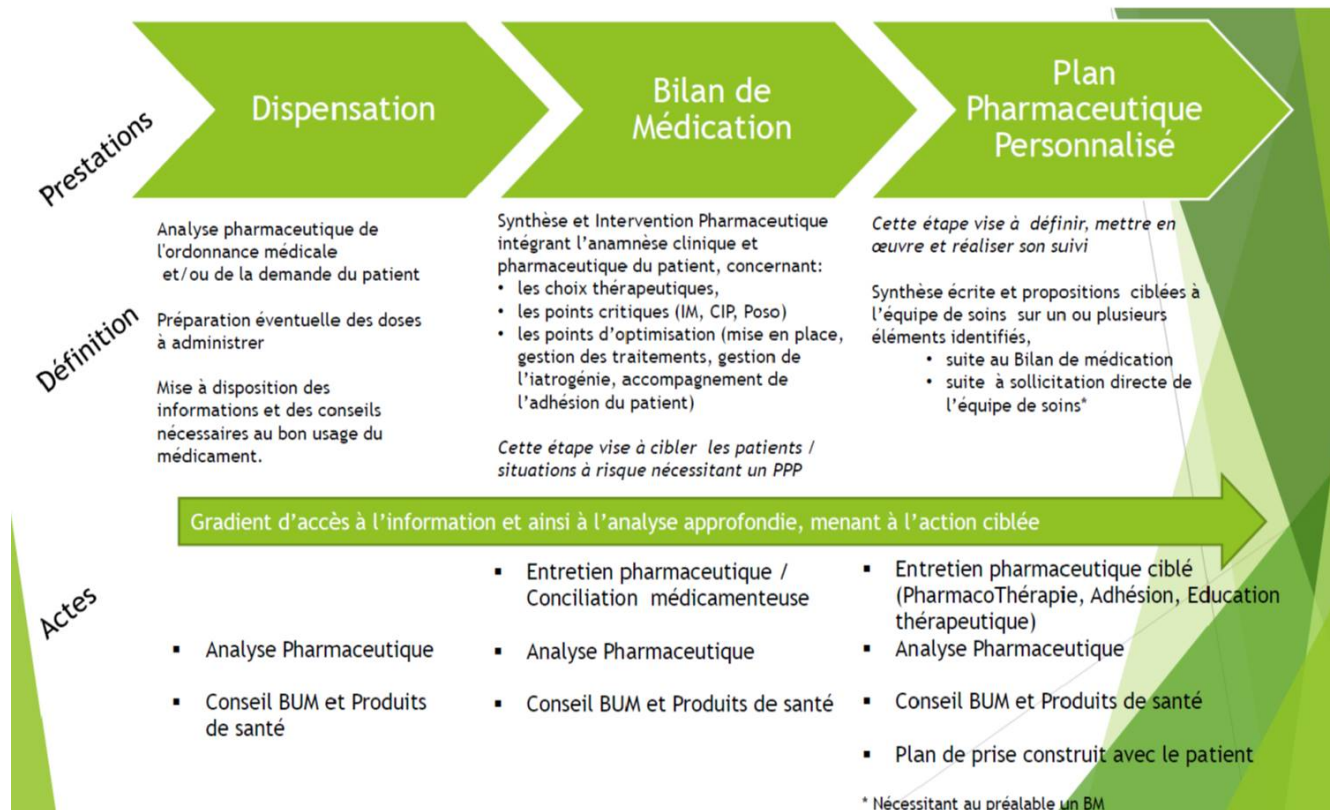 Prestations
Dispensation
Bilan de
Médication
Plan
Pharmaceutique
Personnalisé
Définition
Analyse pharmaceutique de
l'ordonnance médicale
et/ou de la demande du patient
Préparation éventuelle des doses
à administrer
Mise à disposition des
informations et des conseils
nécessaires au bon usage du
médicament.
Synthèse et Intervention Pharmaceutique
intégrant l’anamnèse clinique et
pharmaceutique du patient, concernant:
• les choix thérapeutiques,
• les points critiques (IM, CIP, Poso)
• les points d’optimisation (mise en place,
gestion des traitements, gestion de
l’iatrogénie, accompagnement de
l’adhésion du patient)
Cette étape vise à cibler les patients /
situations à risque nécessitant un PPP
Cette étape vise à définir, mettre en
œuvre et réaliser son suivi
Synthèse écrite et propositions ciblées à
l’équipe de soins sur un ou plusieurs
éléments identifiés,
• suite au Bilan de médication
• suite à sollicitation directe de
l’équipe de soins*
Gradient d’accès à l’information et ainsi à l’analyse approfondie, menant à l’action ciblée
Actes
▪ Analyse Pharmaceutique
▪ Conseil BUM et Produits
de santé
▪ Entretien pharmaceutique /
Conciliation médicamenteuse
▪ Analyse Pharmaceutique
▪ Conseil BUM et Produits de santé
▪ Entretien pharmaceutique ciblé
(PharmacoThérapie, Adhésion, Education
thérapeutique)
▪ Analyse Pharmaceutique
▪ Conseil BUM et Produits de santé
▪ Plan de prise construit avec le patient
* Nécessitant au préalable un BM